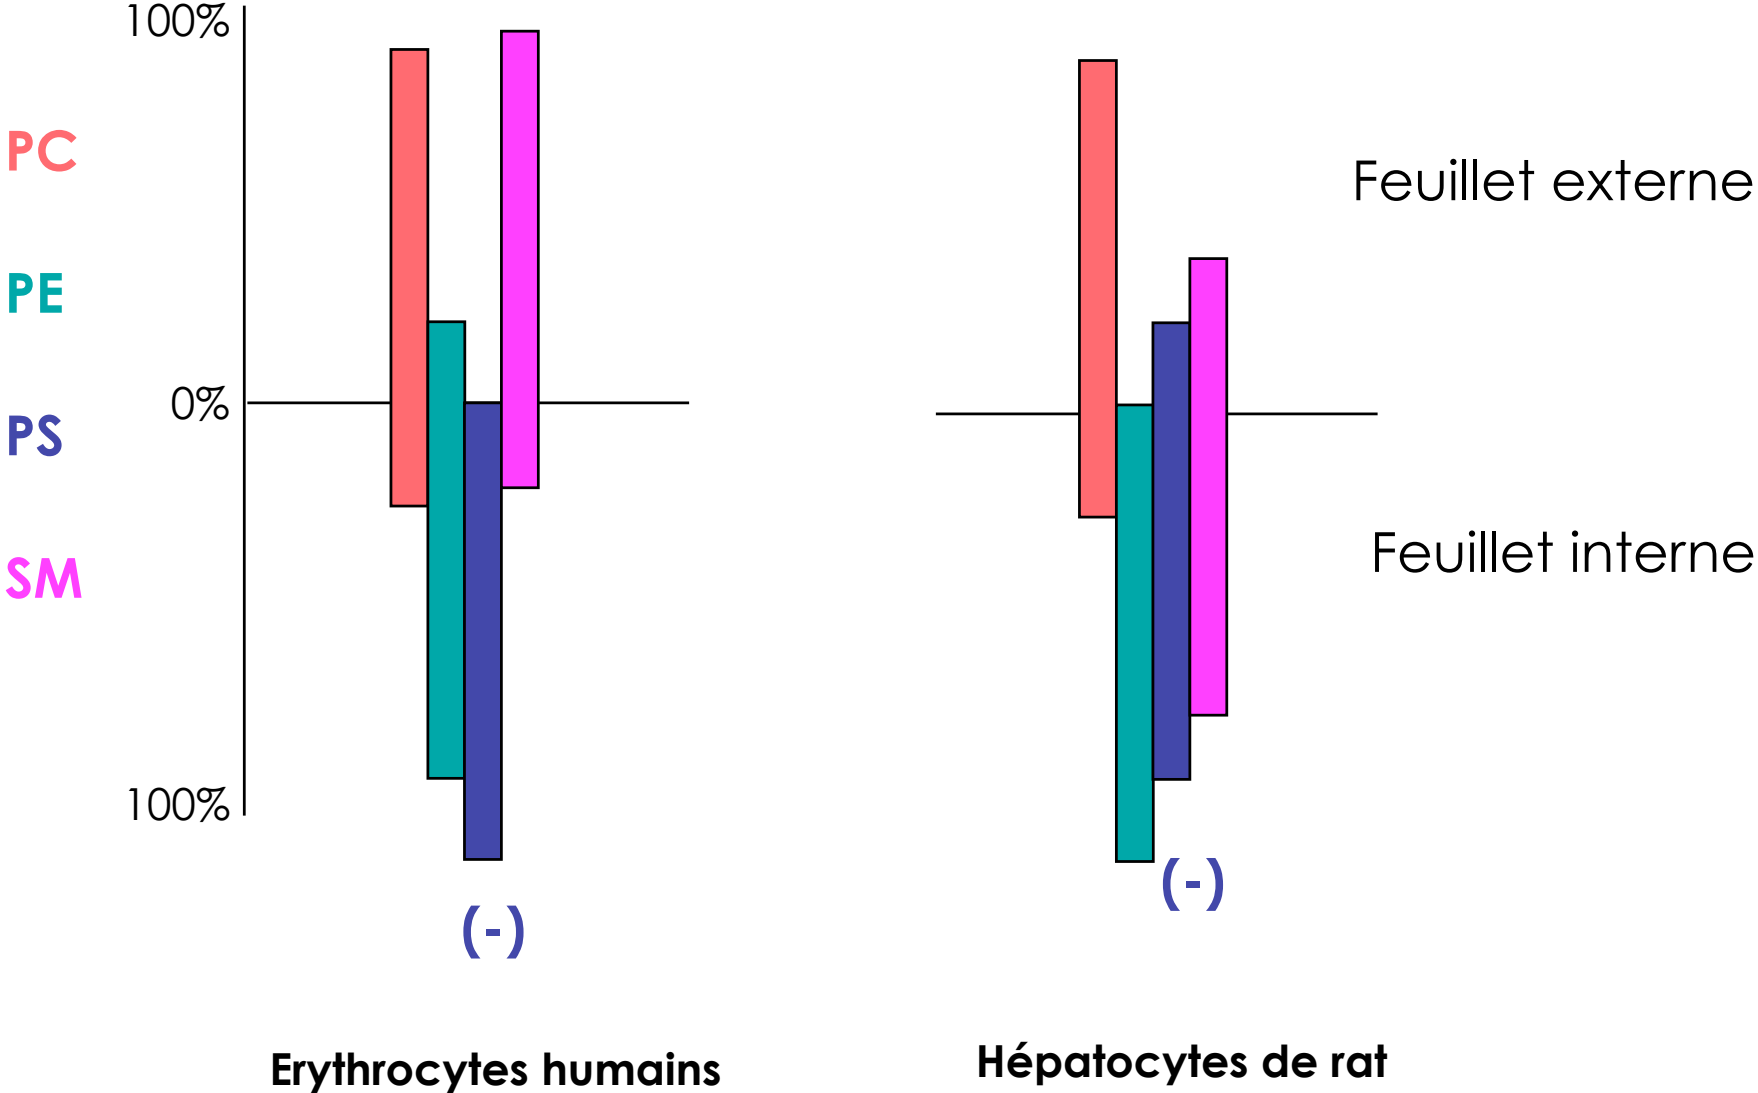 100%
PC
Feuillet externe
PE
0%
PS
Feuillet interne
SM
100%
(-)
(-)
Erythrocytes humains
Hépatocytes de rat